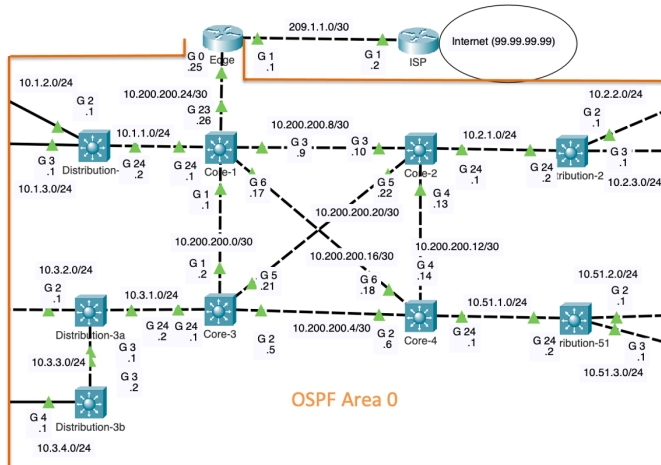 209.1.1.0/30
Internet (99.99.99.99)
G 0
.25
Edge
G 1
.1
G 1
.2
ISP
10.1.2.0/24
G 2
.1
10.200.200.24/30
G 23
.26
10.2.2.0/24
G 2
.1
10.1.1.0/24
10.200.200.8/30
10.2.1.0/24
G 3
.1
Distribution-
G 24
.2
G 24
.1
Core-1
G 3
.9
G 3
.10
Core-2
G 24
.1
G 24
.2
tribution-2
G 3
.1
10.1.3.0/24
10.2.3.0/24
G 1
.1
G 6
.17
G 5
.22
G 4
.13
10.200.200.20/30
10.200.200.0/30
10.200.200.16/30
10.200.200.12/30
10.3.2.0/24
G 2
.1
10.3.1.0/24
G 1
.2
G 5
.21
G 6
.18
G 4
.14
10.51.1.0/24
10.51.2.0/24
G 2
.1
Distribution-3a
G 24
.2
G 24
.1
Core-3
G 2
.5
10.200.200.4/30
G 2
.6
Core-4
G 24
.1
G 24
.2
ribution-51
G 3
.1
10.3.3.0/24
G 3
.1
G 3
.2
10.51.3.0/24
OSPF Area 0
G 4
.1
Distribution-3b
10.3.4.0/24